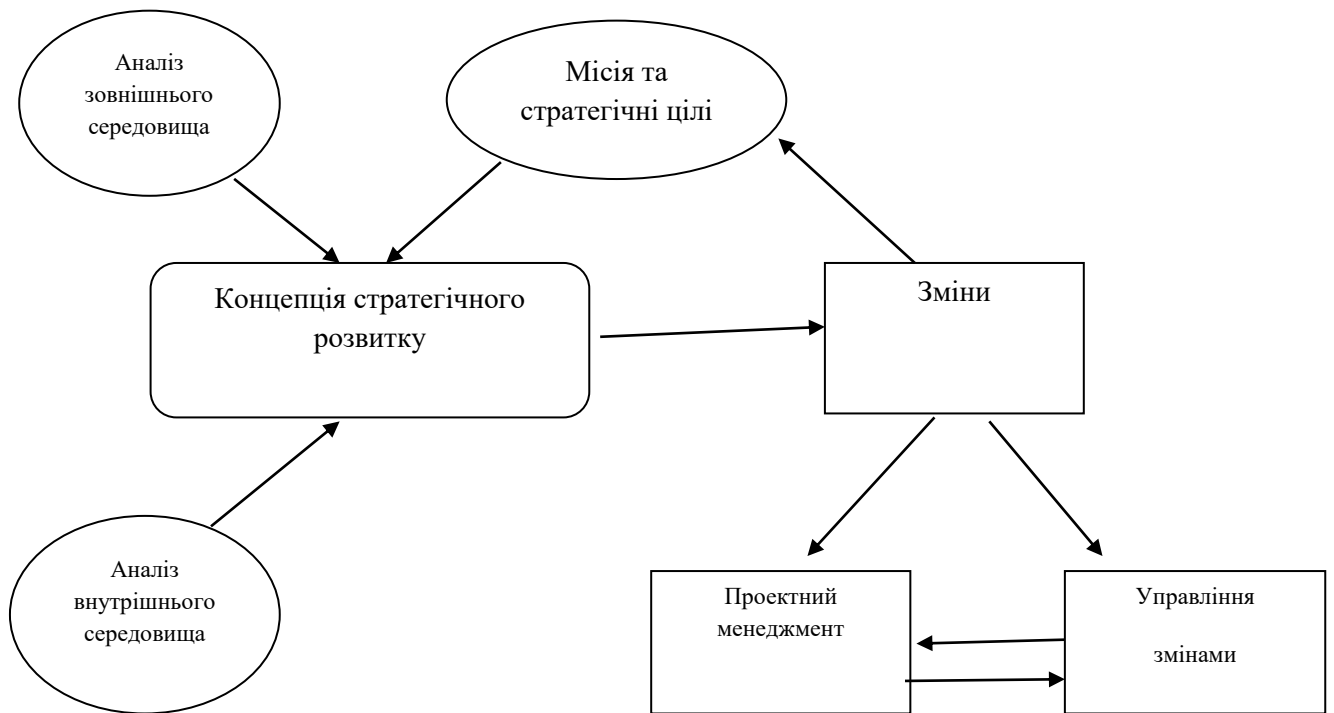 Аналіз
зовнішнього
середовища
Місія та
стратегічні цілі
Концепція стратегічного
розвитку
Зміни
Аналіз
внутрішнього
середовища
Проектний
менеджмент
Управління
змінами